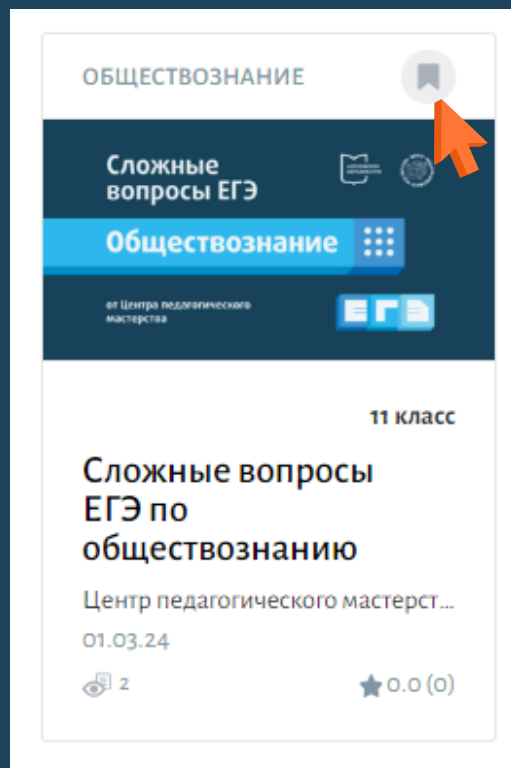 ОБЩЕСТВОЗНАНИЕ
Сложные
вопросы ЕГЭ
Обществознание
от Центра педагогического
мастерства
ЕГЭ
11 класс
Сложные вопросы
ЕГЭ по
обществознанию
Центр педагогического мастерст...
01.03.24
2
0.0 (0)